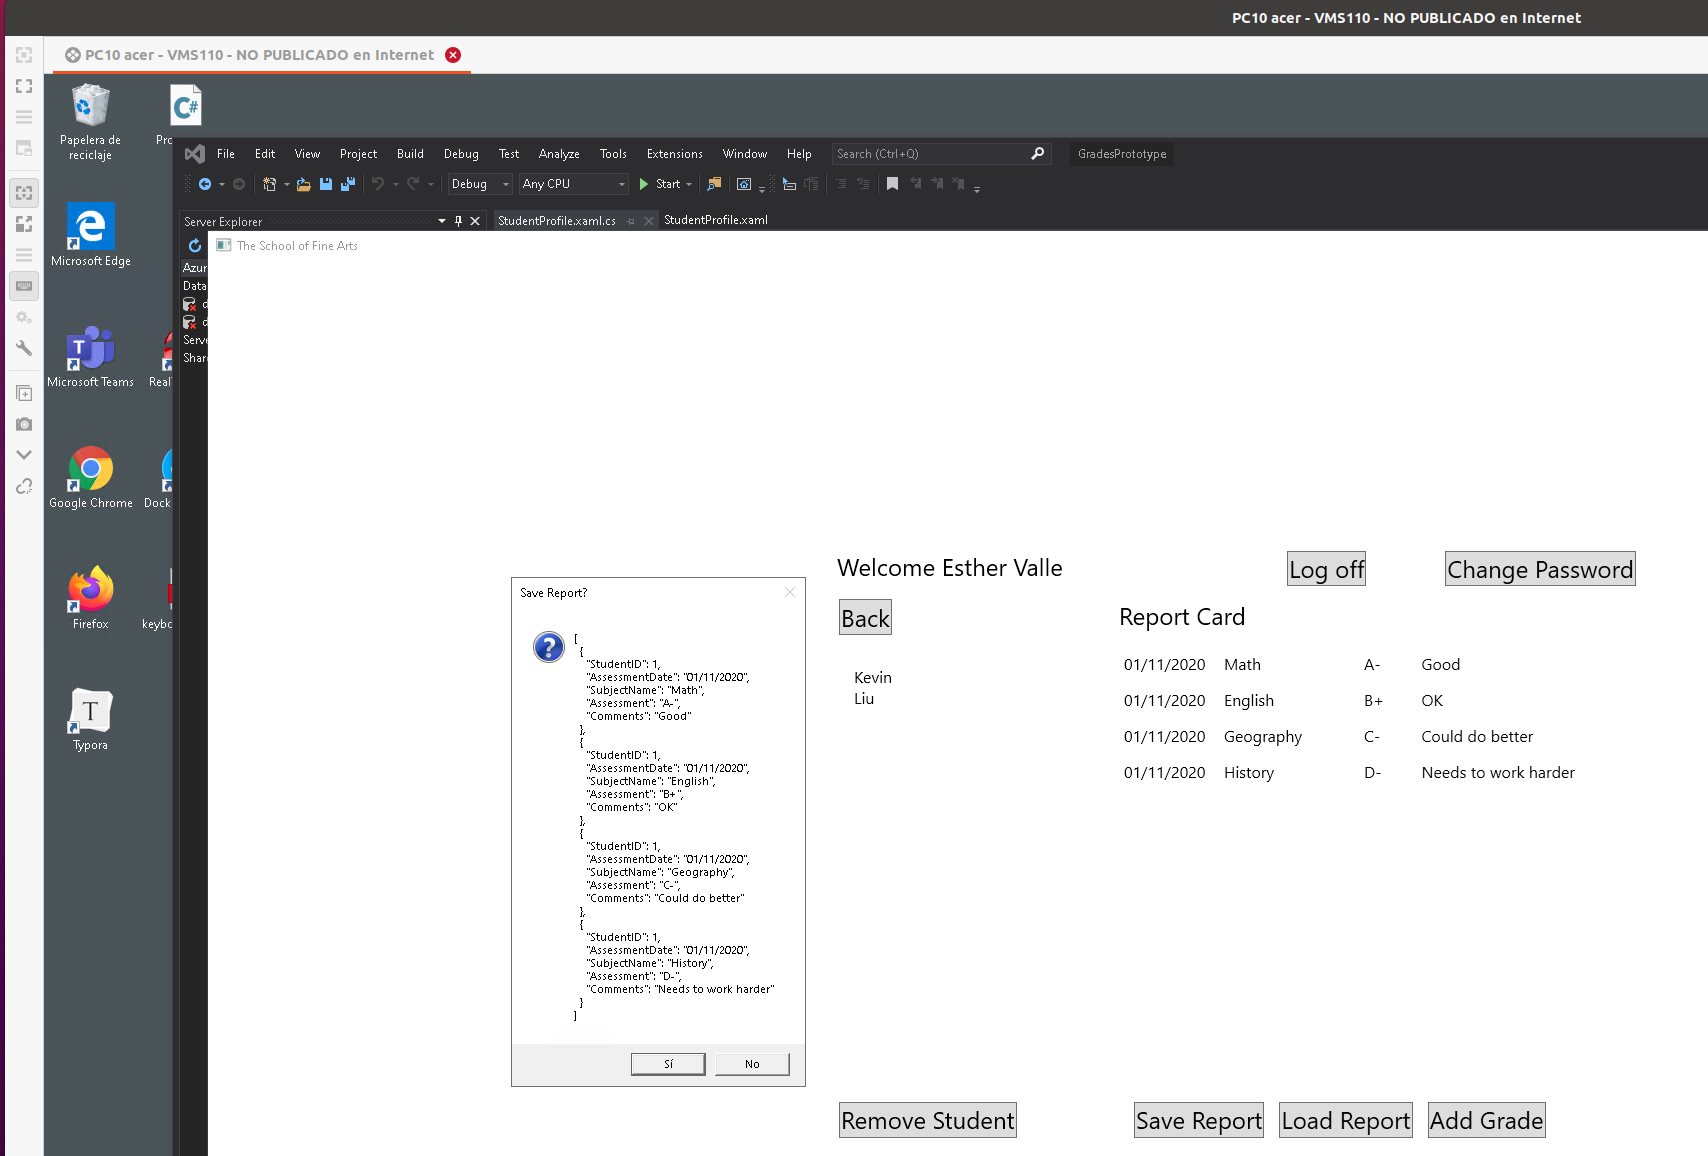 PC10 acer - VMS110 - NO PUBLICADO en Internet
PC10 acer - VMS110 - NO PUBLICADO en Internet
Papelera de
reciclaje
C#
Pro
Microsoft Edge
Microsoft Teams
Real
Google Chrome
Dock
Firefox
keybo
T
Typora
File Edit View Project Build Debug Test Analyze Tools Extensions Window Help Search (Ctrl+Q) GradesPrototype
Debug Any CPU Start
Server Explorer
StudentProfile.xaml.cs StudentProfile.xaml
Azur
Data
d
d
Serve
Share
The School of Fine Arts
Save Report?
[
{
"StudentID": 1,
"AssessmentDate": "01/11/2020",
"SubjectName": "Math",
"Assessment": "A-",
"Comments": "Good"
},
{
"StudentID": 1,
"AssessmentDate": "01/11/2020",
"SubjectName": "English",
"Assessment": "B+",
"Comments": "OK"
},
{
"StudentID": 1,
"AssessmentDate": "01/11/2020",
"SubjectName": "Geography",
"Assessment": "C-",
"Comments": "Could do better"
},
{
"StudentID": 1,
"AssessmentDate": "01/11/2020",
"SubjectName": "History",
"Assessment": "D-",
"Comments": "Needs to work harder"
}
]
Sí No
Welcome Esther Valle
Log off
Change Password
Back
Report Card
Kevin
Liu
01/11/2020 Math A- Good
01/11/2020 English B+ OK
01/11/2020 Geography C- Could do better
01/11/2020 History D- Needs to work harder
Remove Student
Save Report
Load Report
Add Grade